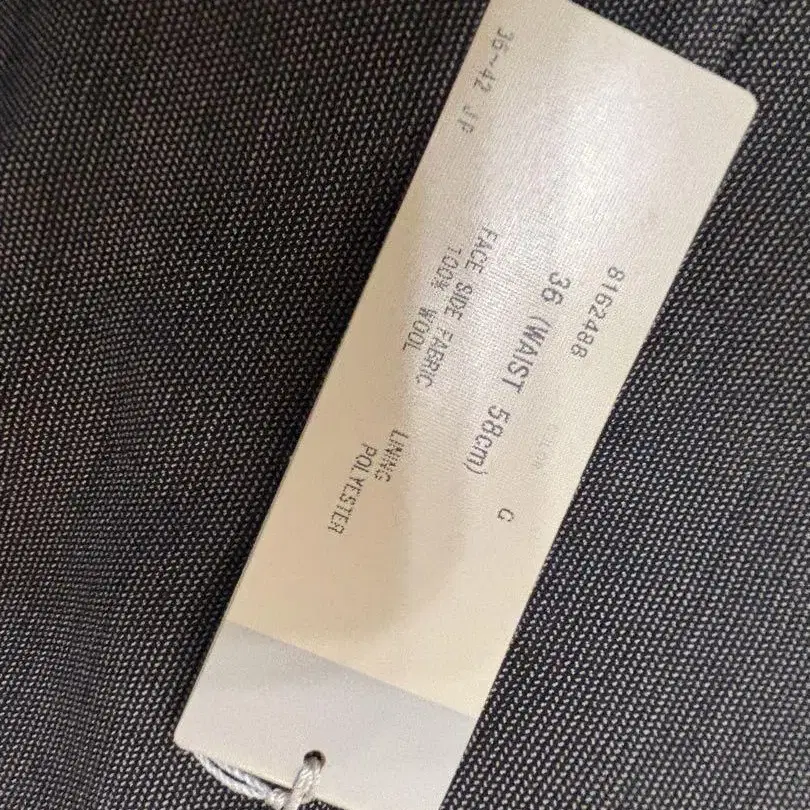 8162488
36 (WAIST 58cm) G
FACE SIDE FABRIC
100% WOOL
LINING
POLYESTER
36~42 JP